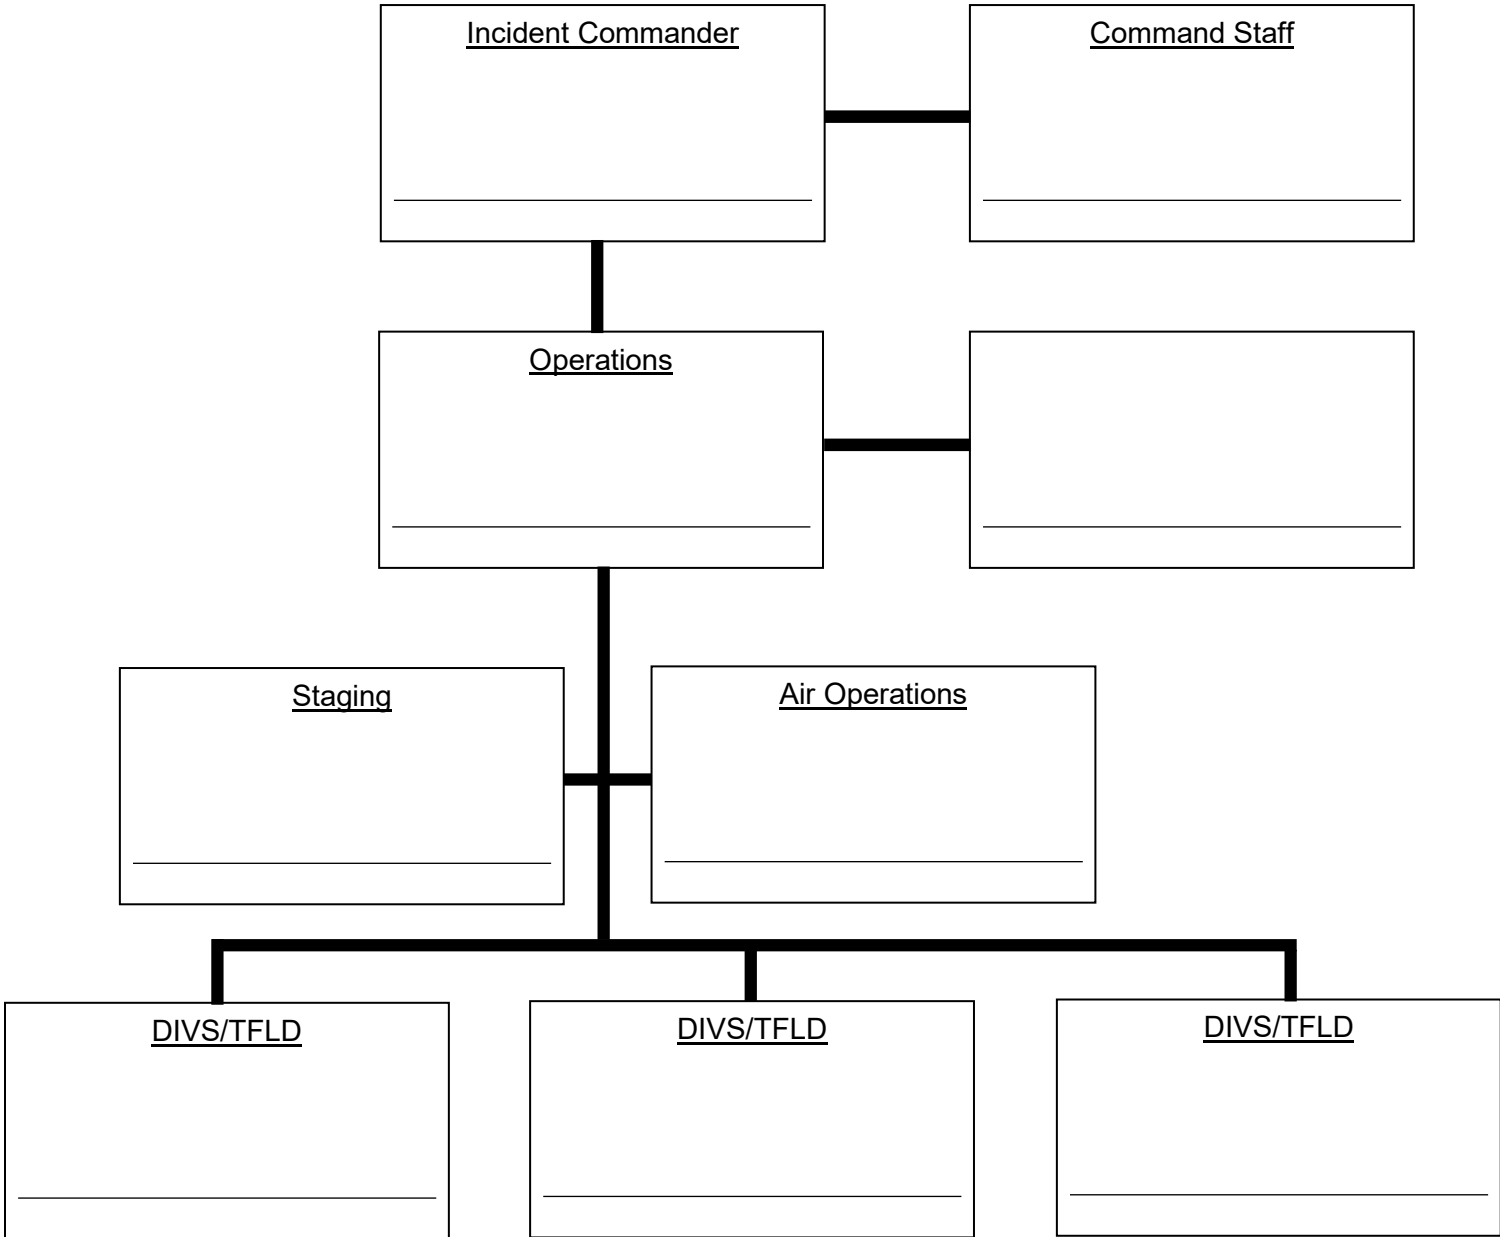 Incident Commander
Command Staff
Operations
Staging
Air Operations
DIVS/TFLD
DIVS/TFLD
DIVS/TFLD